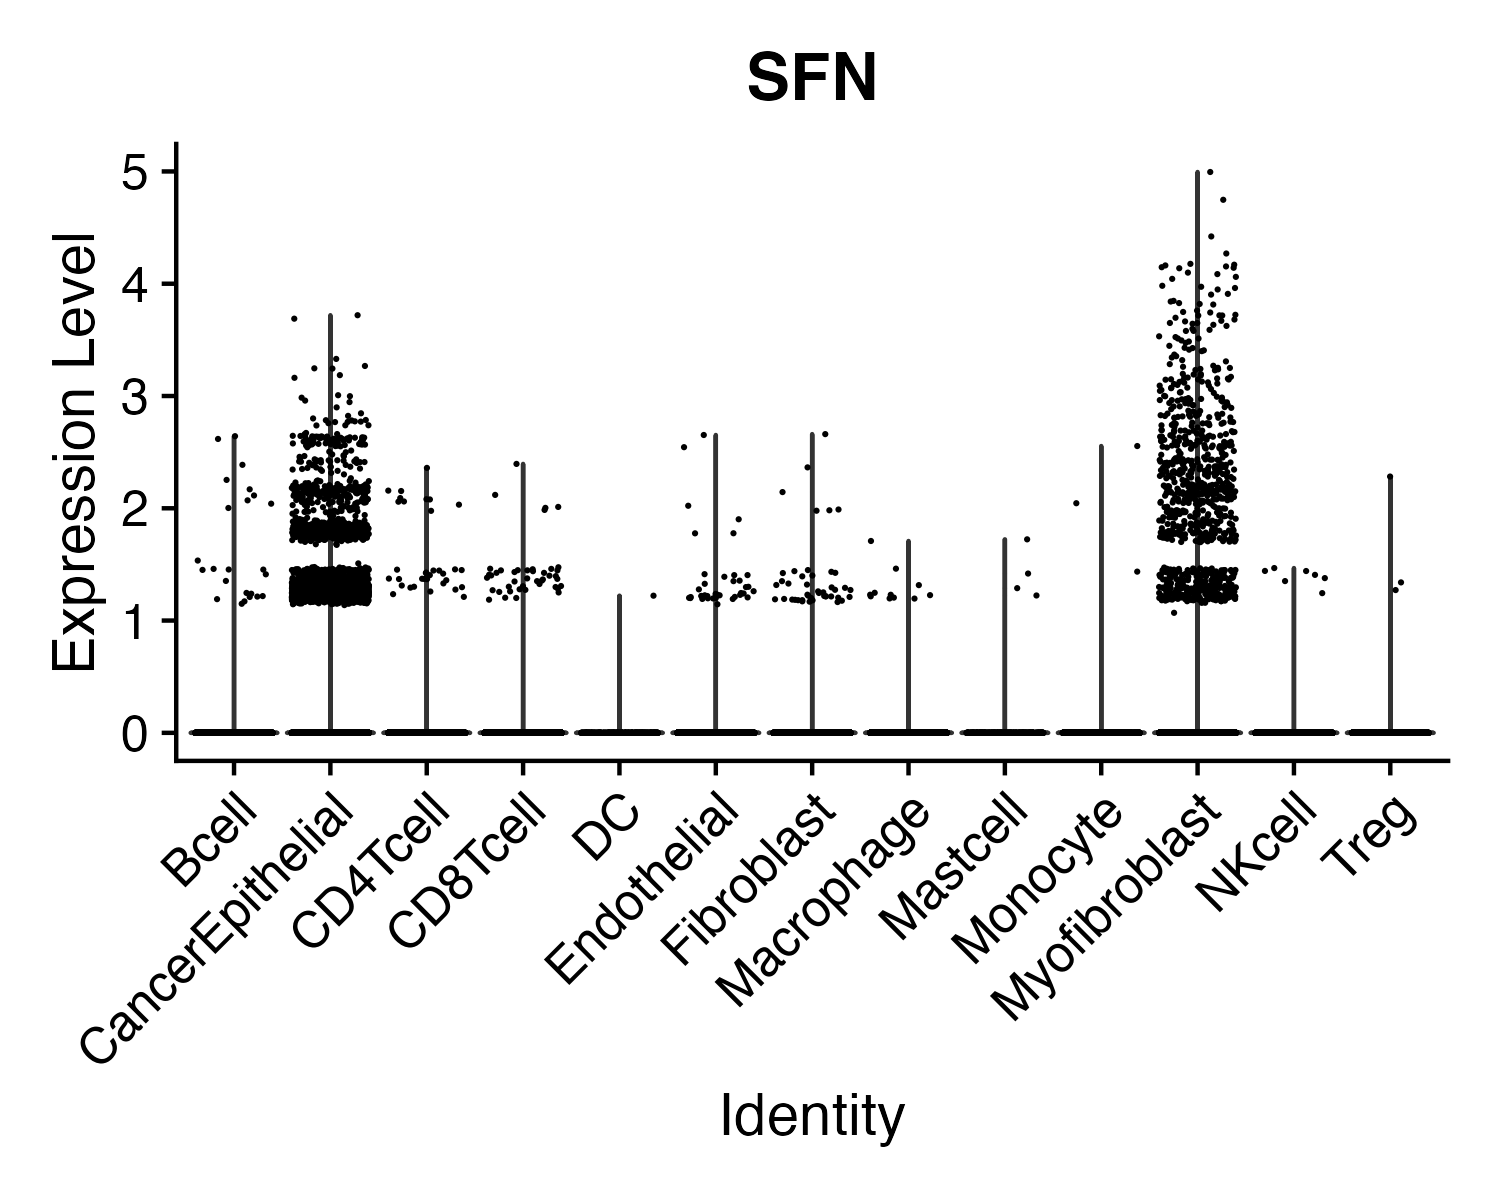 SFN
Expression Level
5
4
3
2
1
0
Bcell
CancerEpithelial
CD4Tcell
CD8Tcell
DC
Endothelial
Fibroblast
Macrophage
Mastcell
Monocyte
Myofibroblast
NKcell
Treg
Identity